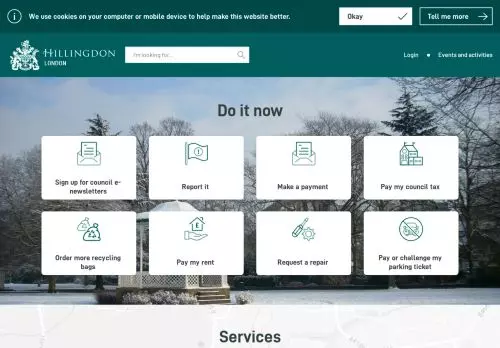 We use cookies on your computer or mobile device to help make this website better.
Okay
Tell me more
HILLINGDON
LONDON
I'm looking for...
Login
Events and activities
Do it now
Sign up for council e-
newsletters
Report it
Make a payment
Pay my council tax
Order more recycling
bags
Pay my rent
Request a repair
Pay or challenge my
parking ticket
Services